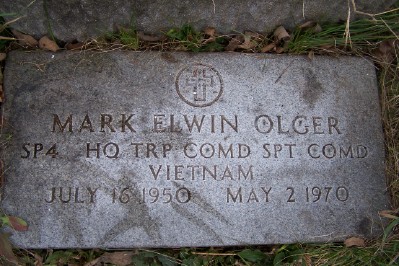 MARK ELWIN OLGER
SP4 HQ TRP COMD SPT COMD
VIETNAM
JULY 16 1950 MAY 2 1970